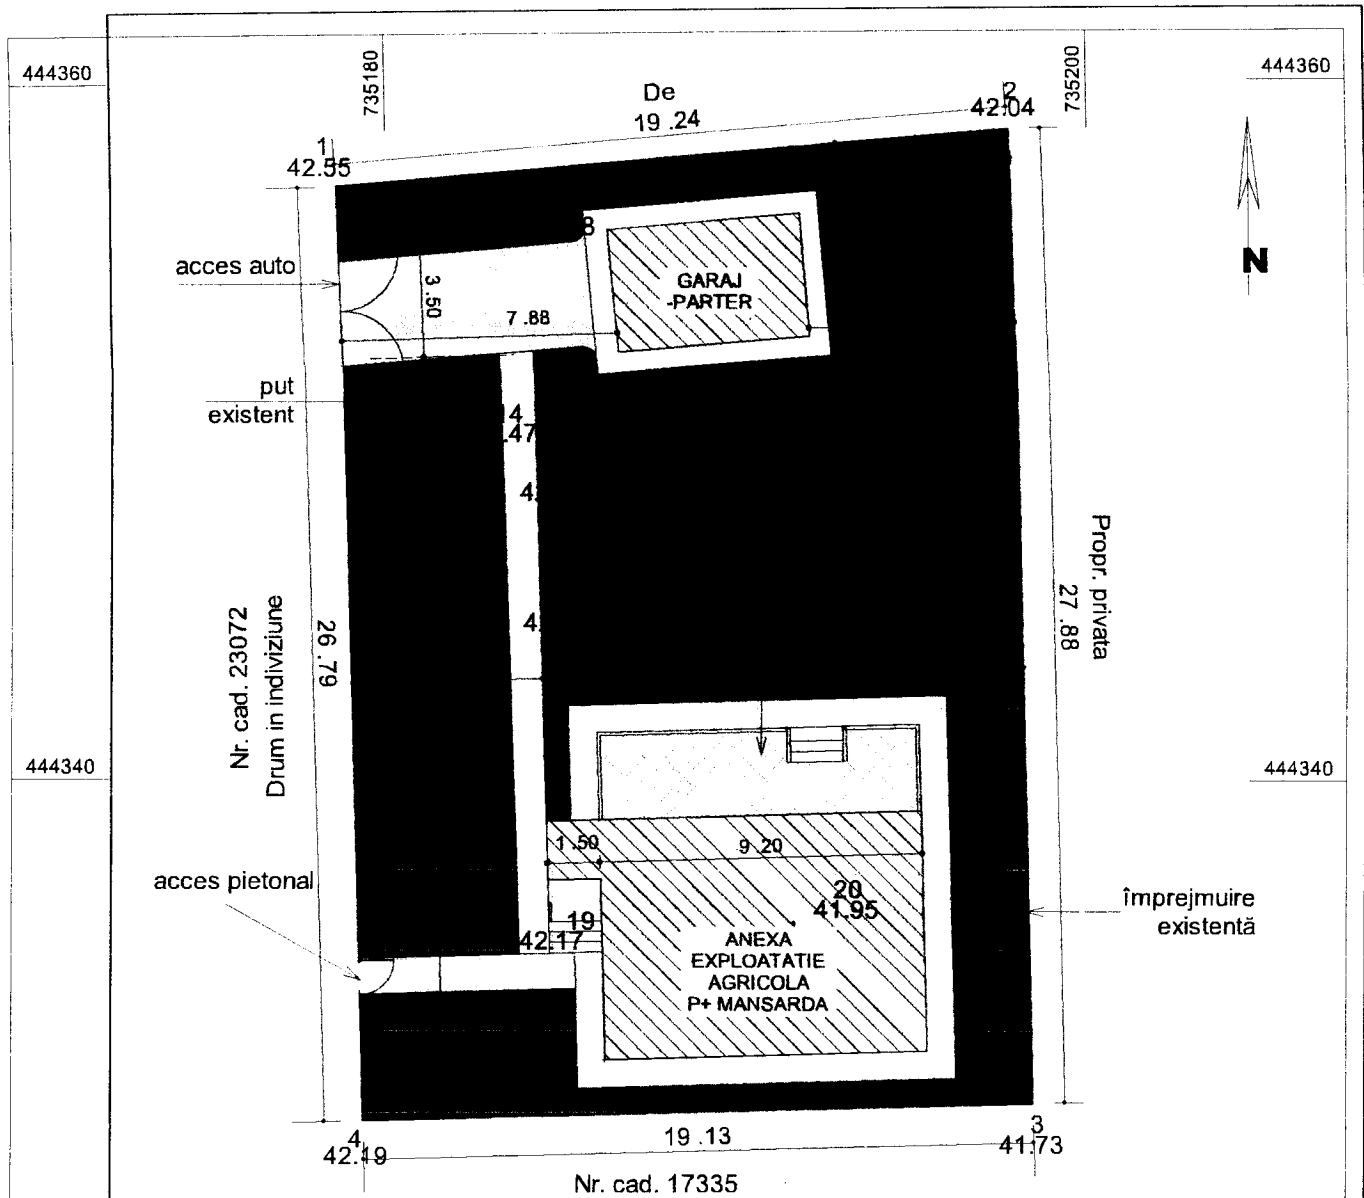 444360
735180
De
19 .24
2
42.04
735200
444360
1
42.55
8
acces auto
3 .50
GARAJ
-PARTER
7 .88
N
put
existent
4
.47
Propr. privata
27 .88
Nr. cad. 23072
Drum in indiviziune
26 .79
444340
444340
1 .50
9 .20
acces pietonal
20
41.95
19
42.17
ANEXA
EXPLOATATIE
AGRICOLA
P+ MANSARDA
împrejmuire
existentă
4
42.19
19 .13
3
41.73
Nr. cad. 17335